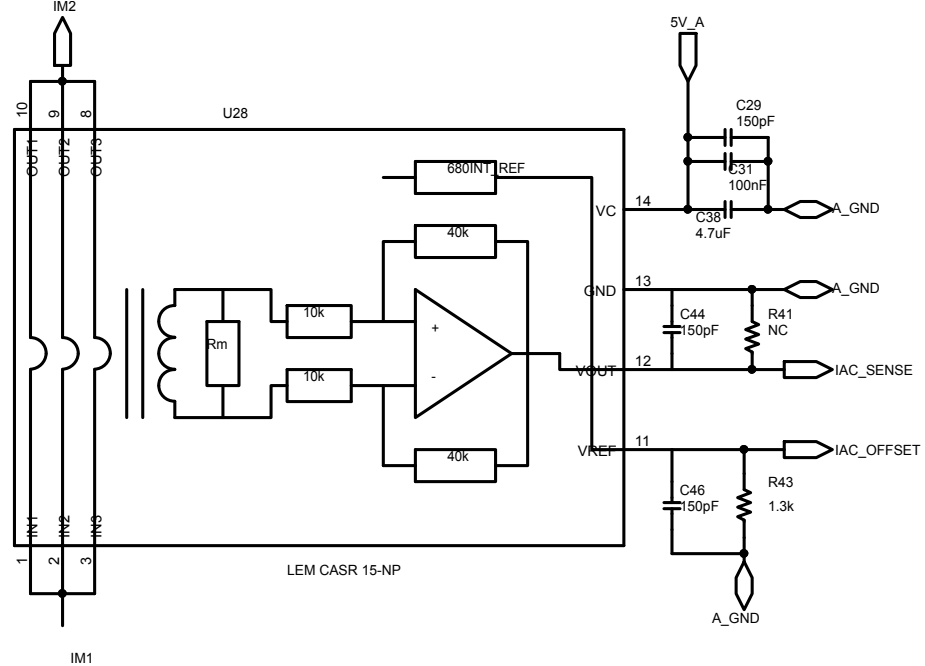 IM2
5V_A
10
9
8
U28
C29
150pF
OUT1
OUT2
OUT3
680INT_REF
C31
100nF
VC
14
C38
4.7uF
A_GND
40k
GND
13
A_GND
10k
+
C44
150pF
R41
NC
Rm
10k
-
VOUT
12
IAC_SENSE
40k
VREF
11
IAC_OFFSET
C46
150pF
R43
1.3k
IN1
IN2
IN3
1
2
3
LEM CASR 15-NP
A_GND
IM1